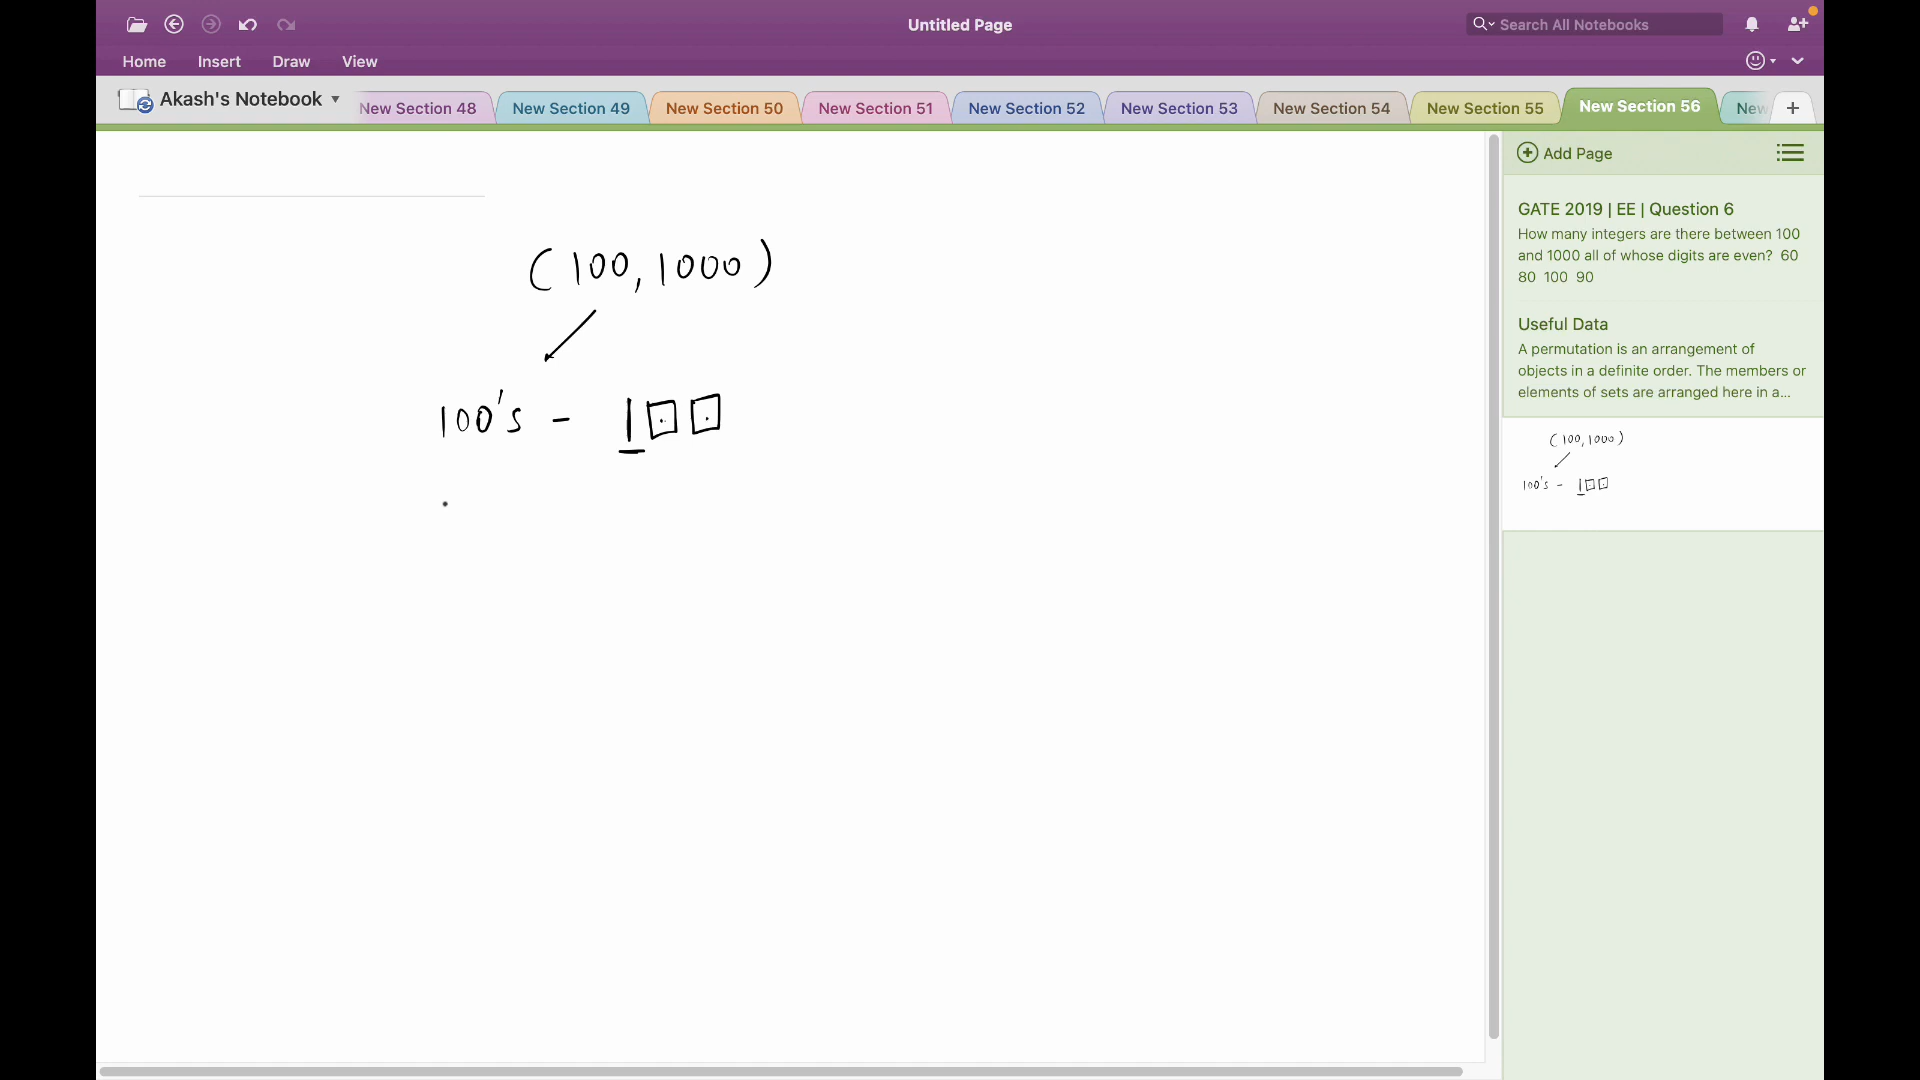 Untitled Page
Search All Notebooks
Home Insert Draw View
Akash's Notebook
New Section 48 New Section 49 New Section 50 New Section 51 New Section 52 New Section 53 New Section 54 New Section 55 New Section 56 New +
Add Page
GATE 2019 | EE | Question 6
How many integers are there between 100
and 1000 all of whose digits are even? 60
80 100 90
Useful Data
A permutation is an arrangement of
objects in a definite order. The members or
elements of sets are arranged here in a...
(100, 1000)
100's - 1□□
(100, 1000)
100's - 1□□